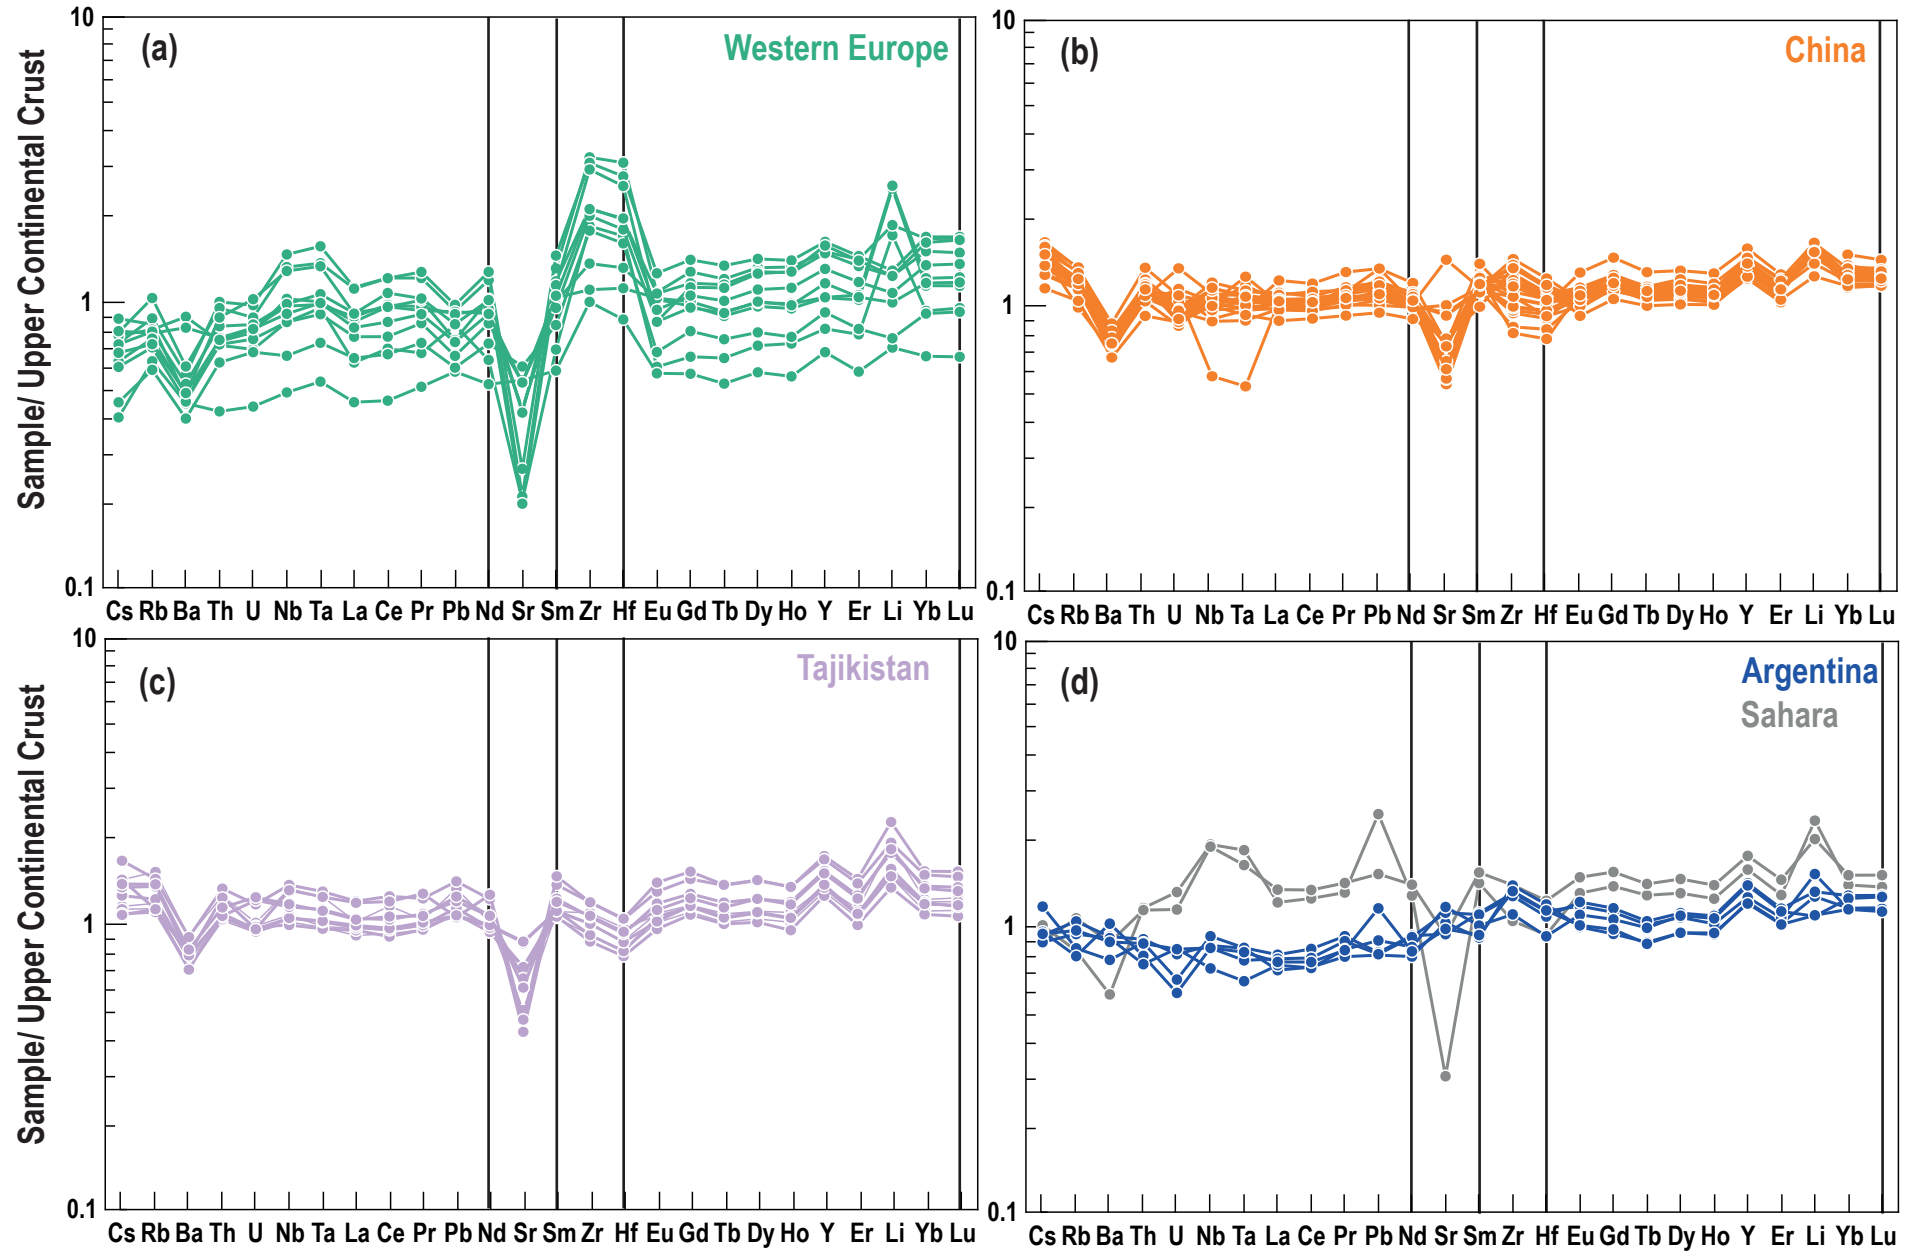 10
(a)
Western Europe
1
0.1
Sample/ Upper Continental Crust
Cs Rb Ba Th U Nb Ta La Ce Pr Pb Nd Sr Sm Zr Hf Eu Gd Tb Dy Ho Y Er Li Yb Lu
10
(b)
China
1
0.1
Cs Rb Ba Th U Nb Ta La Ce Pr Pb Nd Sr Sm Zr Hf Eu Gd Tb Dy Ho Y Er Li Yb Lu
10
(c)
Tajikistan
1
0.1
Sample/ Upper Continental Crust
Cs Rb Ba Th U Nb Ta La Ce Pr Pb Nd Sr Sm Zr Hf Eu Gd Tb Dy Ho Y Er Li Yb Lu
10
(d)
Argentina
Sahara
1
0.1
Cs Rb Ba Th U Nb Ta La Ce Pr Pb Nd Sr Sm Zr Hf Eu Gd Tb Dy Ho Y Er Li Yb Lu